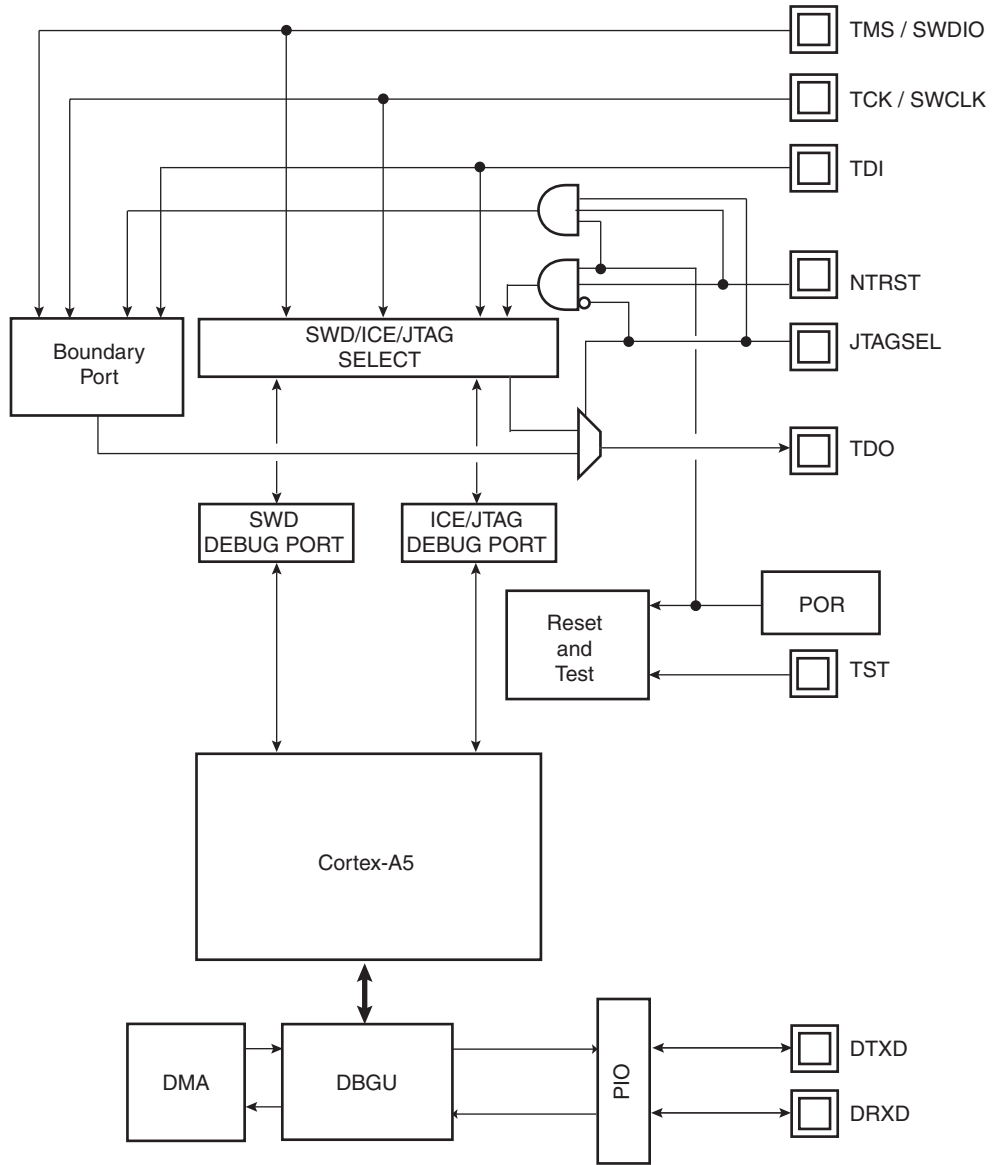 TMS / SWDIO
TCK / SWCLK
TDI
NTRST
JTAGSEL
SWD/ICE/JTAG
SELECT
Boundary
Port
TDO
SWD
DEBUG PORT
ICE/JTAG
DEBUG PORT
POR
Reset
and
Test
TST
Cortex-A5
DMA
DBGU
PIO
DTXD
DRXD